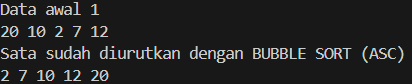 Data awal 1
20 10 2 7 12
Sata sudah diurutkan dengan BUBBLE SORT (ASC)
2 7 10 12 20